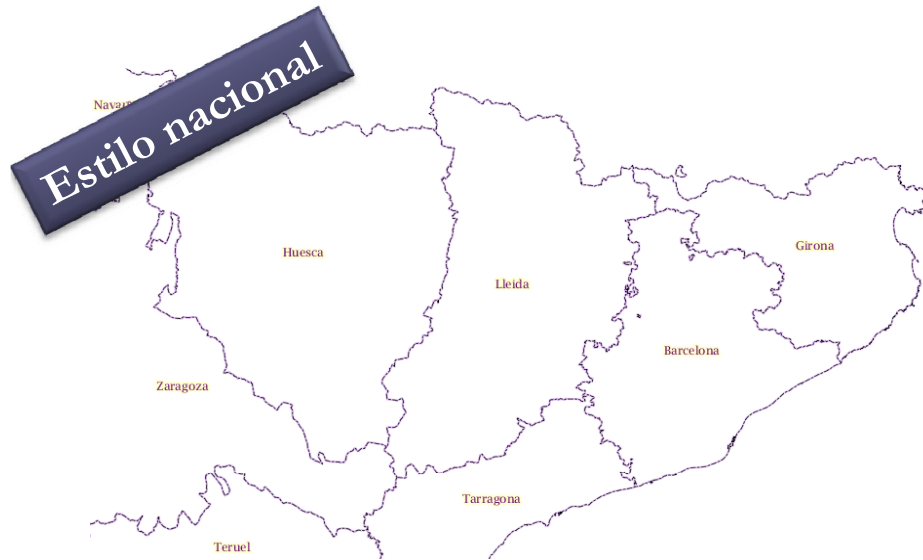 Estilo nacional
Huesca
Girona
Lleida
Barcelona
Zaragoza
Tarragona
Teruel